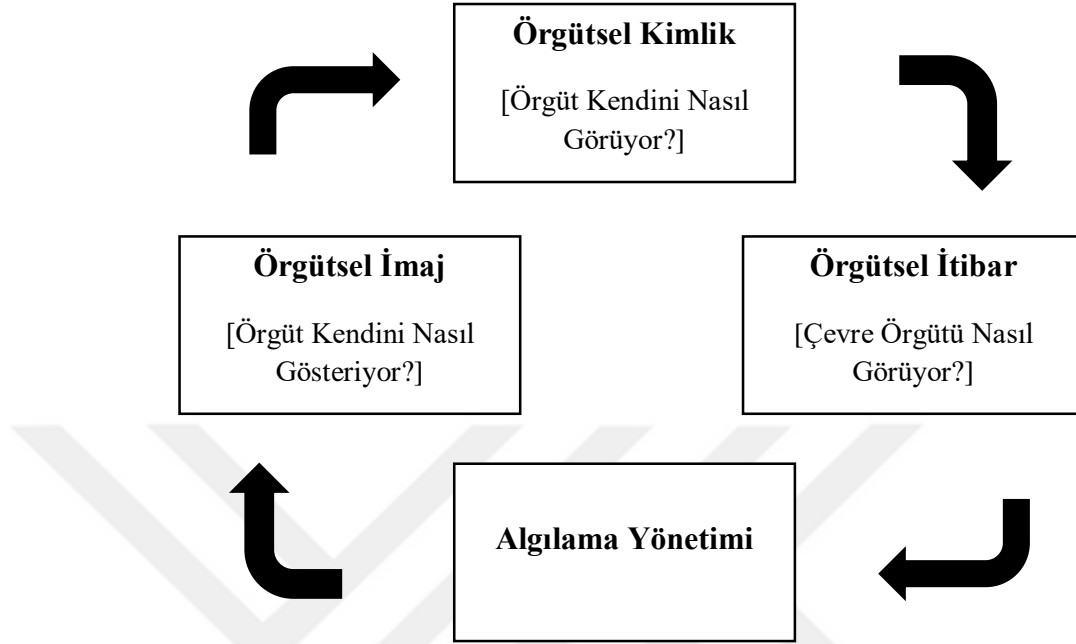 Örgütsel Kimlik
[Örgüt Kendini Nasıl
Görüyor?]
Örgütsel İmaj
[Örgüt Kendini Nasıl
Gösteriyor?]
Örgütsel İtibar
[Çevre Örgütü Nasıl
Görüyor?]
Algılama Yönetimi